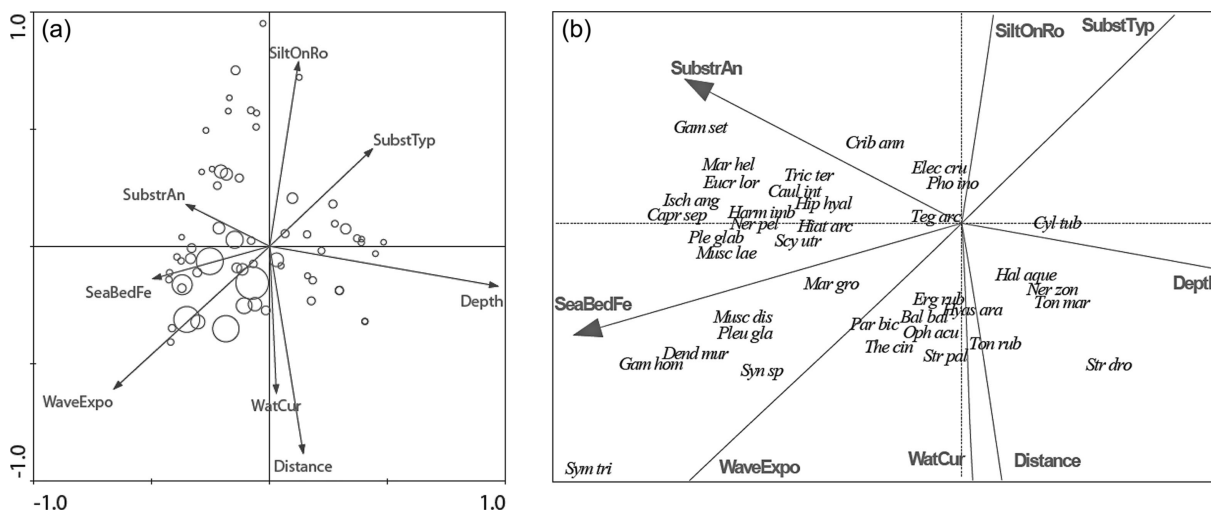 (a)
1.0
SiltOnRo
SubstTyp
SubstrAn
SeaBedFe
Depth
WaveExpo
WatCur
Distance
-1.0
-1.0
1.0
(b)
SiltOnRo
SubstTyp
SubstrAn
Gam set
Crib ann
Mar hel
Elec cru
Eucr lor
Tric ter
Pho ino
Caul int
Isch ang
Hip hyal
Capr sep
Harm imb
Teg arc
Ner pel
Hiat arc
Cyl tub
Ple glab
Scy utr
Musc lae
Depth
Mar gro
Hal aque
Ner zon
SeaBedFe
Erg rub
Ton mar
Hyas ara
Musc dis
Bal bal
Par bic
Pleu gla
Oph acu
The cin
Ton rub
Dend mur
Str pal
Gam hom
Syn sp
Str dro
Sym tri
WaveExpo
WatCur
Distance